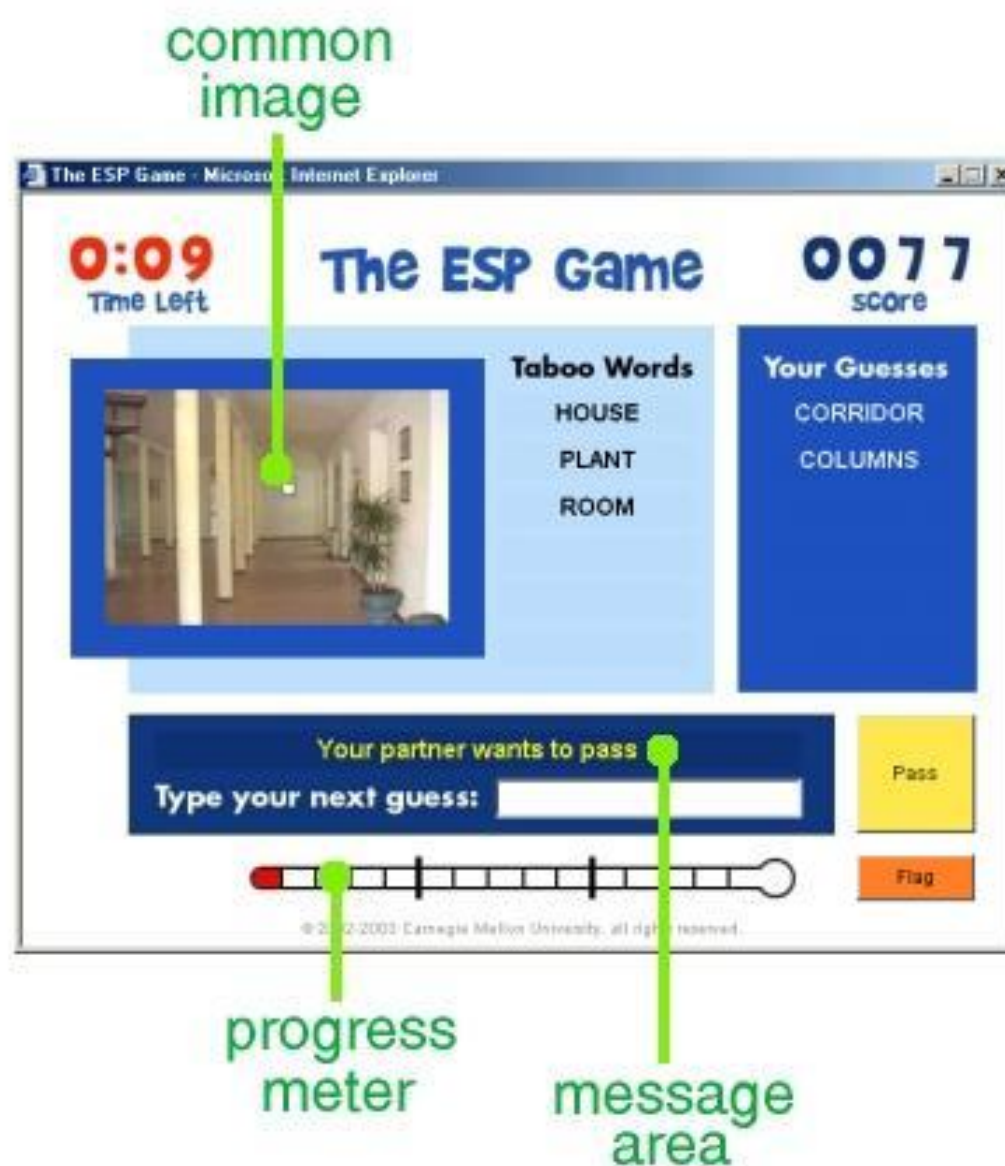 common
image
The ESP Game - Microsoft Internet Explorer
0:09
Time Left
The ESP Game
0077
score
Taboo Words
HOUSE
PLANT
ROOM
Your Guesses
CORRIDOR
COLUMNS
Your partner wants to pass
Type your next guess:
Pass
Flag
© 2002-2003 Carnegie Mellon University, all rights reserved.
progress
meter
message
area